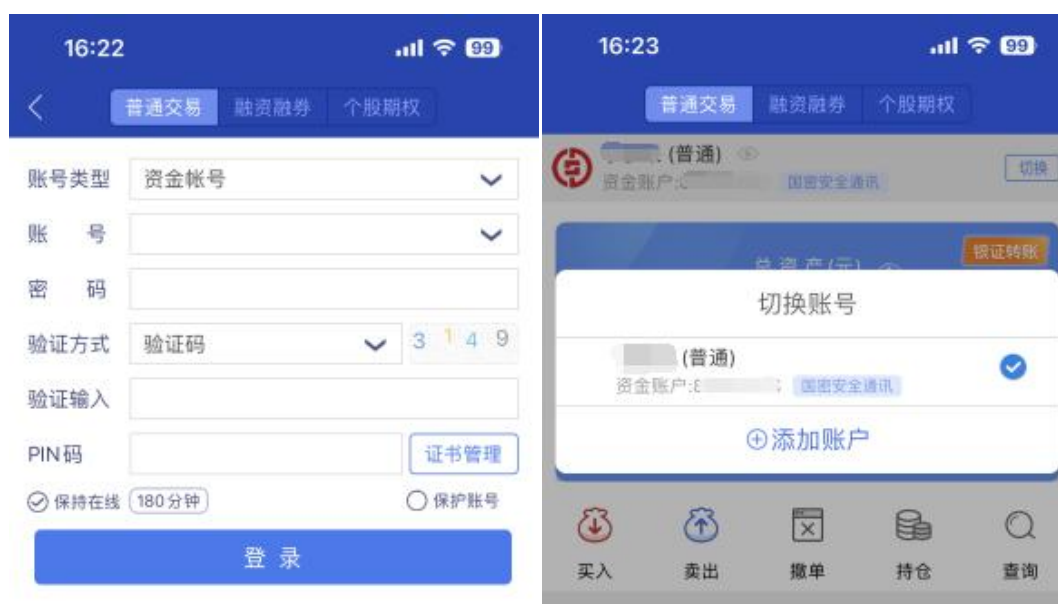 16:22
99
普通交易 融资融券 个股期权
账号类型 资金帐号
账 号
密 码
验证方式 验证码 3 1 4 9
验证输入
PIN码 证书管理
保持在线 180分钟 保护账号
登 录
16:23
99
普通交易 融资融券 个股期权
(普通)
资金账户: 国密安全通讯 切换
银证转账
总 资 产 (元)
切换账号
(普通)
资金账户: 国密安全通讯
添加账户
买入 卖出 撤单 持仓 查询